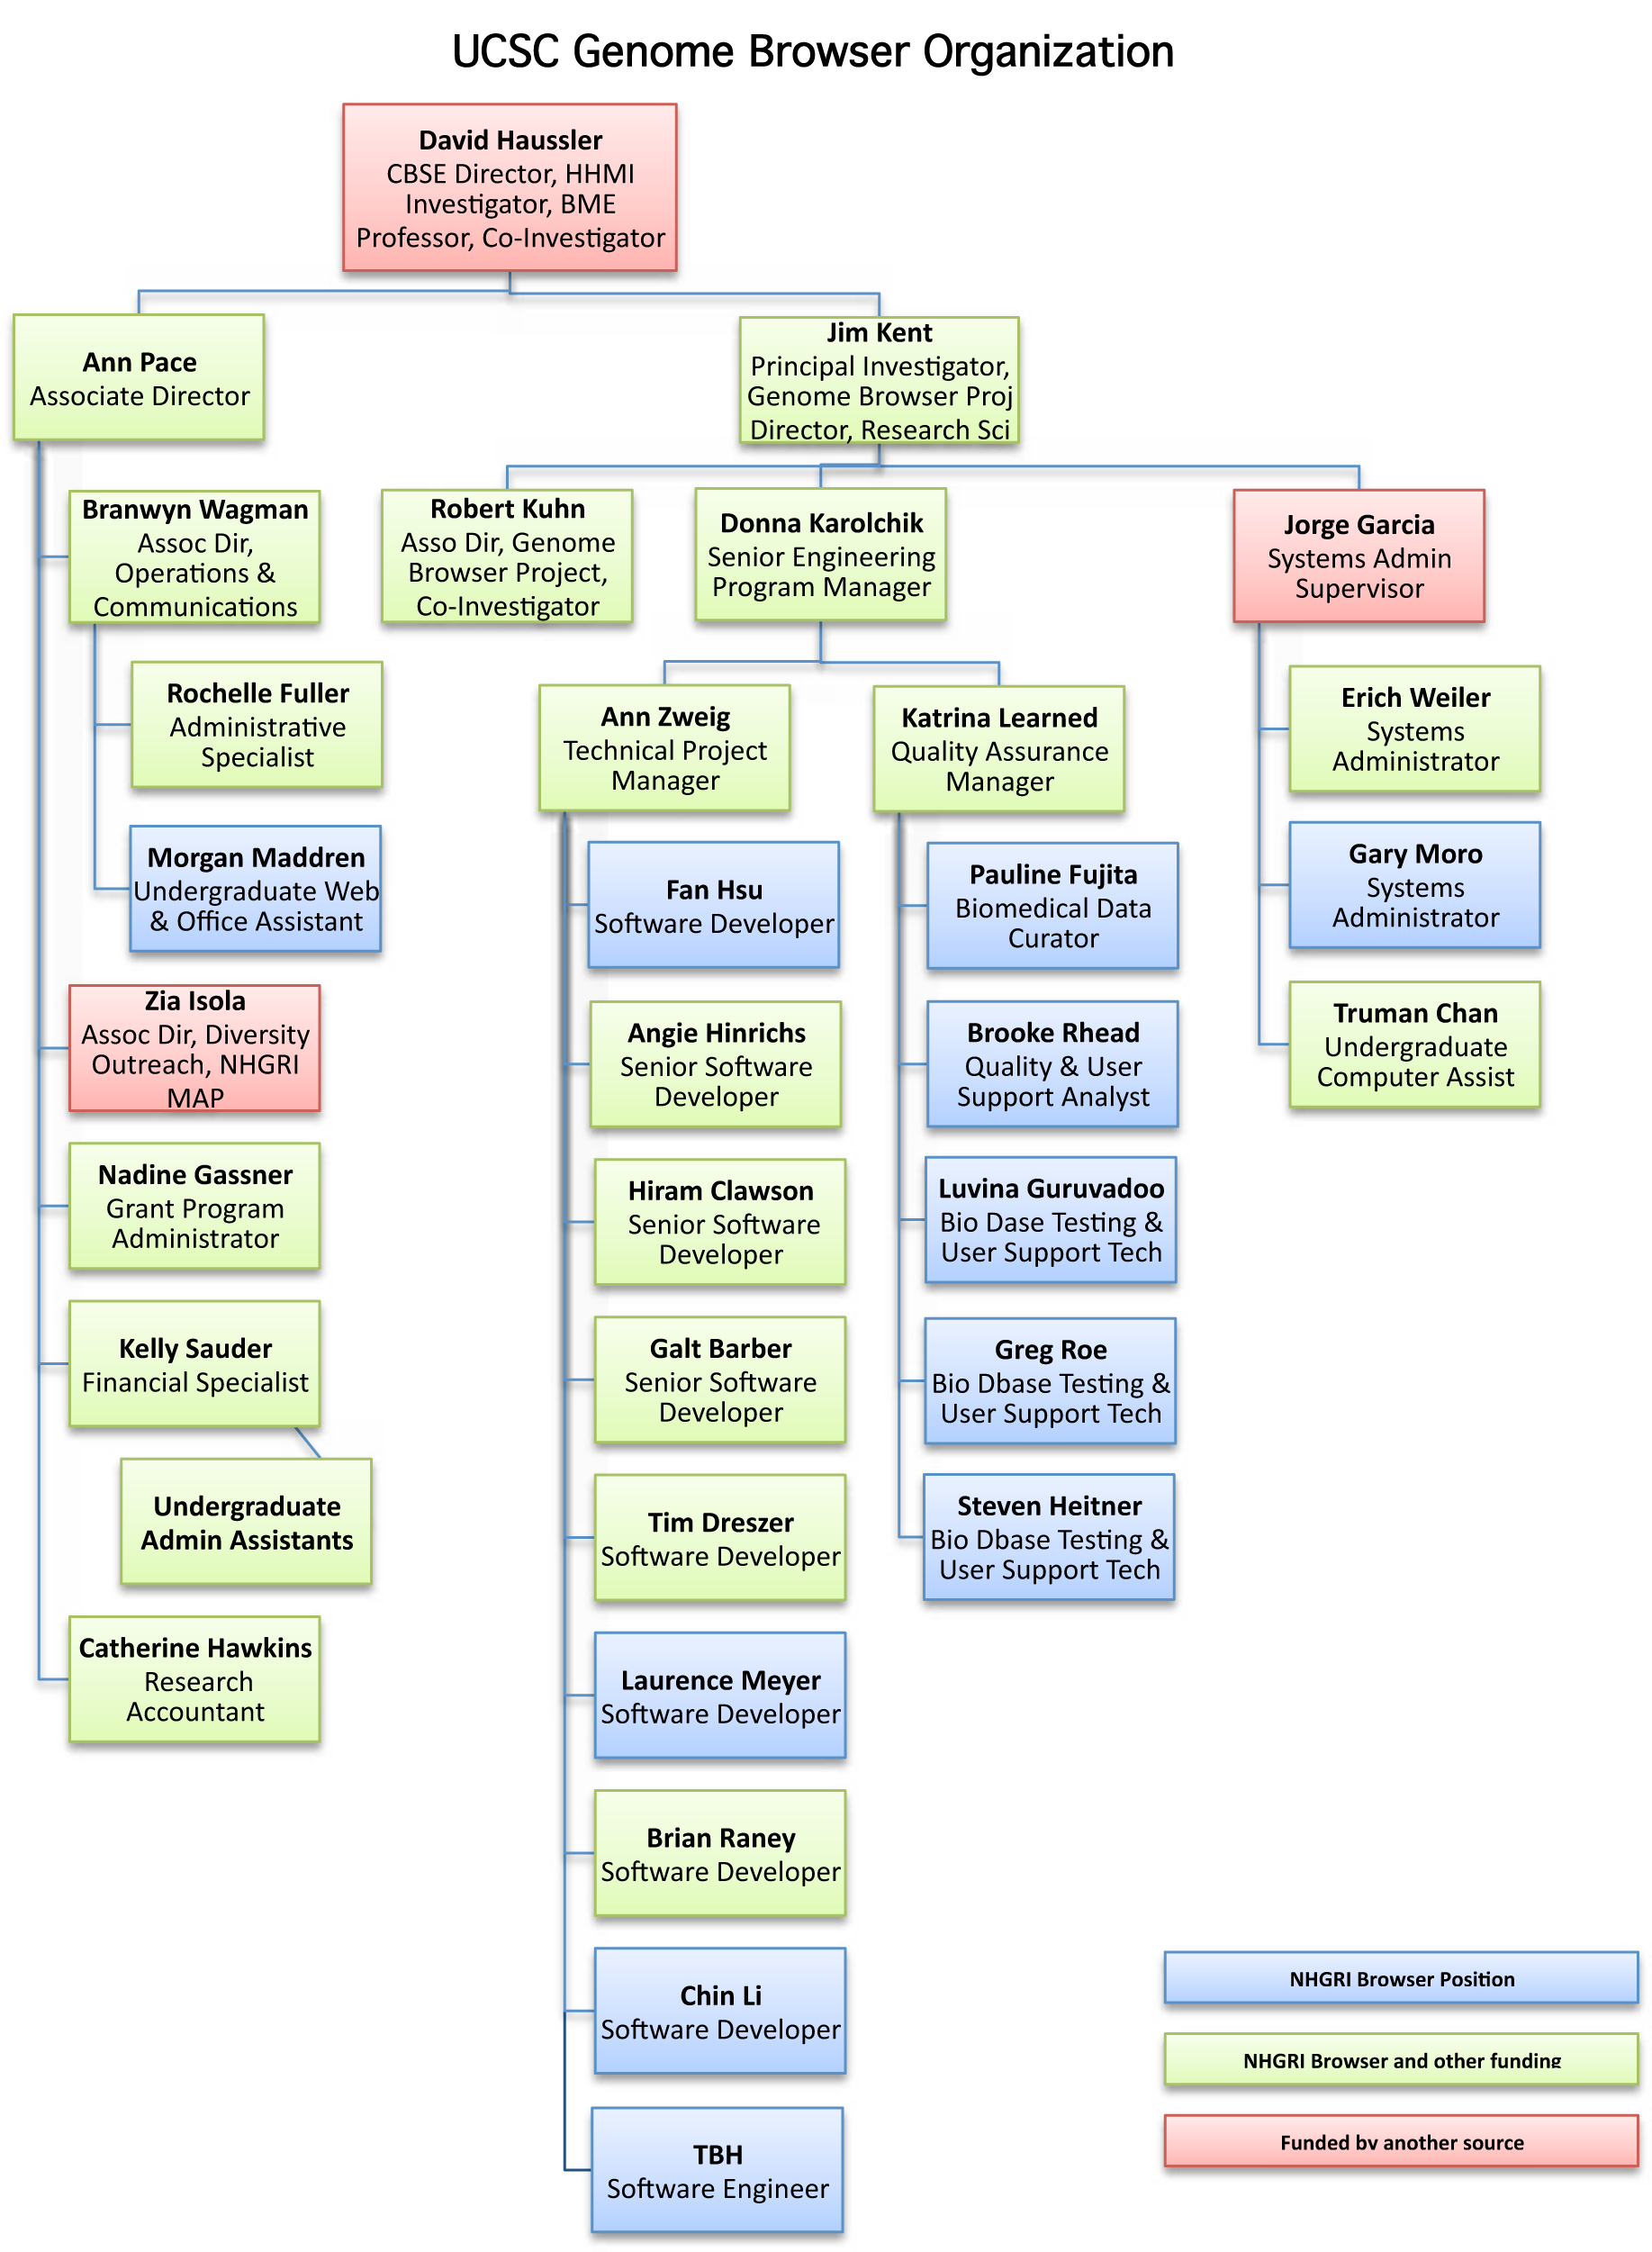 UCSC Genome Browser Organization
David Haussler
CBSE Director, HHMI
Investigator, BME
Professor, Co-Investigator
Ann Pace
Associate Director
Jim Kent
Principal Investigator,
Genome Browser Proj
Director, Research Sci
Branwyn Wagman
Assoc Dir,
Operations &
Communications
Robert Kuhn
Asso Dir, Genome
Browser Project,
Co-Investigator
Donna Karolchik
Senior Engineering
Program Manager
Jorge Garcia
Systems Admin
Supervisor
Rochelle Fuller
Administrative
Specialist
Morgan Maddren
Undergraduate Web
& Office Assistant
Zia Isola
Assoc Dir, Diversity
Outreach, NHGRI
MAP
Nadine Gassner
Grant Program
Administrator
Kelly Sauder
Financial Specialist
Undergraduate
Admin Assistants
Catherine Hawkins
Research
Accountant
Ann Zweig
Technical Project
Manager
Fan Hsu
Software Developer
Angie Hinrichs
Senior Software
Developer
Hiram Clawson
Senior Software
Developer
Galt Barber
Senior Software
Developer
Tim Dreszer
Software Developer
Laurence Meyer
Software Developer
Brian Raney
Software Developer
Chin Li
Software Developer
TBH
Software Engineer
Katrina Learned
Quality Assurance
Manager
Pauline Fujita
Biomedical Data
Curator
Brooke Rhead
Quality & User
Support Analyst
Luvina Guruvadoo
Bio Dase Testing &
User Support Tech
Greg Roe
Bio Dbase Testing &
User Support Tech
Steven Heitner
Bio Dbase Testing &
User Support Tech
Erich Weiler
Systems
Administrator
Gary Moro
Systems
Administrator
Truman Chan
Undergraduate
Computer Assist
NHGRI Browser Position
NHGRI Browser and other funding
Funded by another source